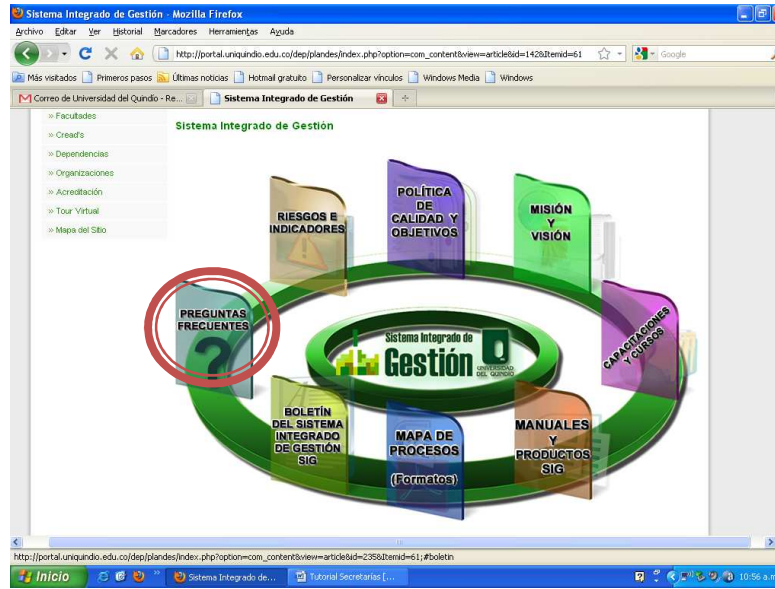 Sistema Integrado de Gestión - Mozilla Firefox
Archivo Editar Ver Historial Marcadores Herramientas Ayuda
http://portal.uniquindio.edu.co/dep/plandes/index.php?option=com_content&view=article&id=142&Itemid=61
Google
Más visitados Primeros pasos Últimas noticias Hotmail gratuito Personalizar vínculos Windows Media Windows
Correo de Universidad del Quindío - Re...
Sistema Integrado de Gestión
» Facultades
» Cread's
» Dependencias
» Organizaciones
» Acreditación
» Tour Virtual
» Mapa del Sitio
Sistema Integrado de Gestión
RIESGOS E
INDICADORES
POLÍTICA
DE
CALIDAD Y
OBJETIVOS
MISIÓN
Y
VISIÓN
PREGUNTAS
FRECUENTES
?
CAPACITACIONES
Y CURSOS
Sistema Integrado de
Gestión
UNIVERSIDAD
DEL QUINDÍO
BOLETÍN
DEL SISTEMA
INTEGRADO
DE GESTIÓN
SIG
MAPA DE
PROCESOS
(Formatos)
MANUALES
Y
PRODUCTOS
SIG
http://portal.uniquindio.edu.co/dep/plandes/index.php?option=com_content&view=article&id=235&Itemid=61;#boletin
Inicio
Sistema Integrado de...
Tutorial Secretarias [...
10:56 a.m